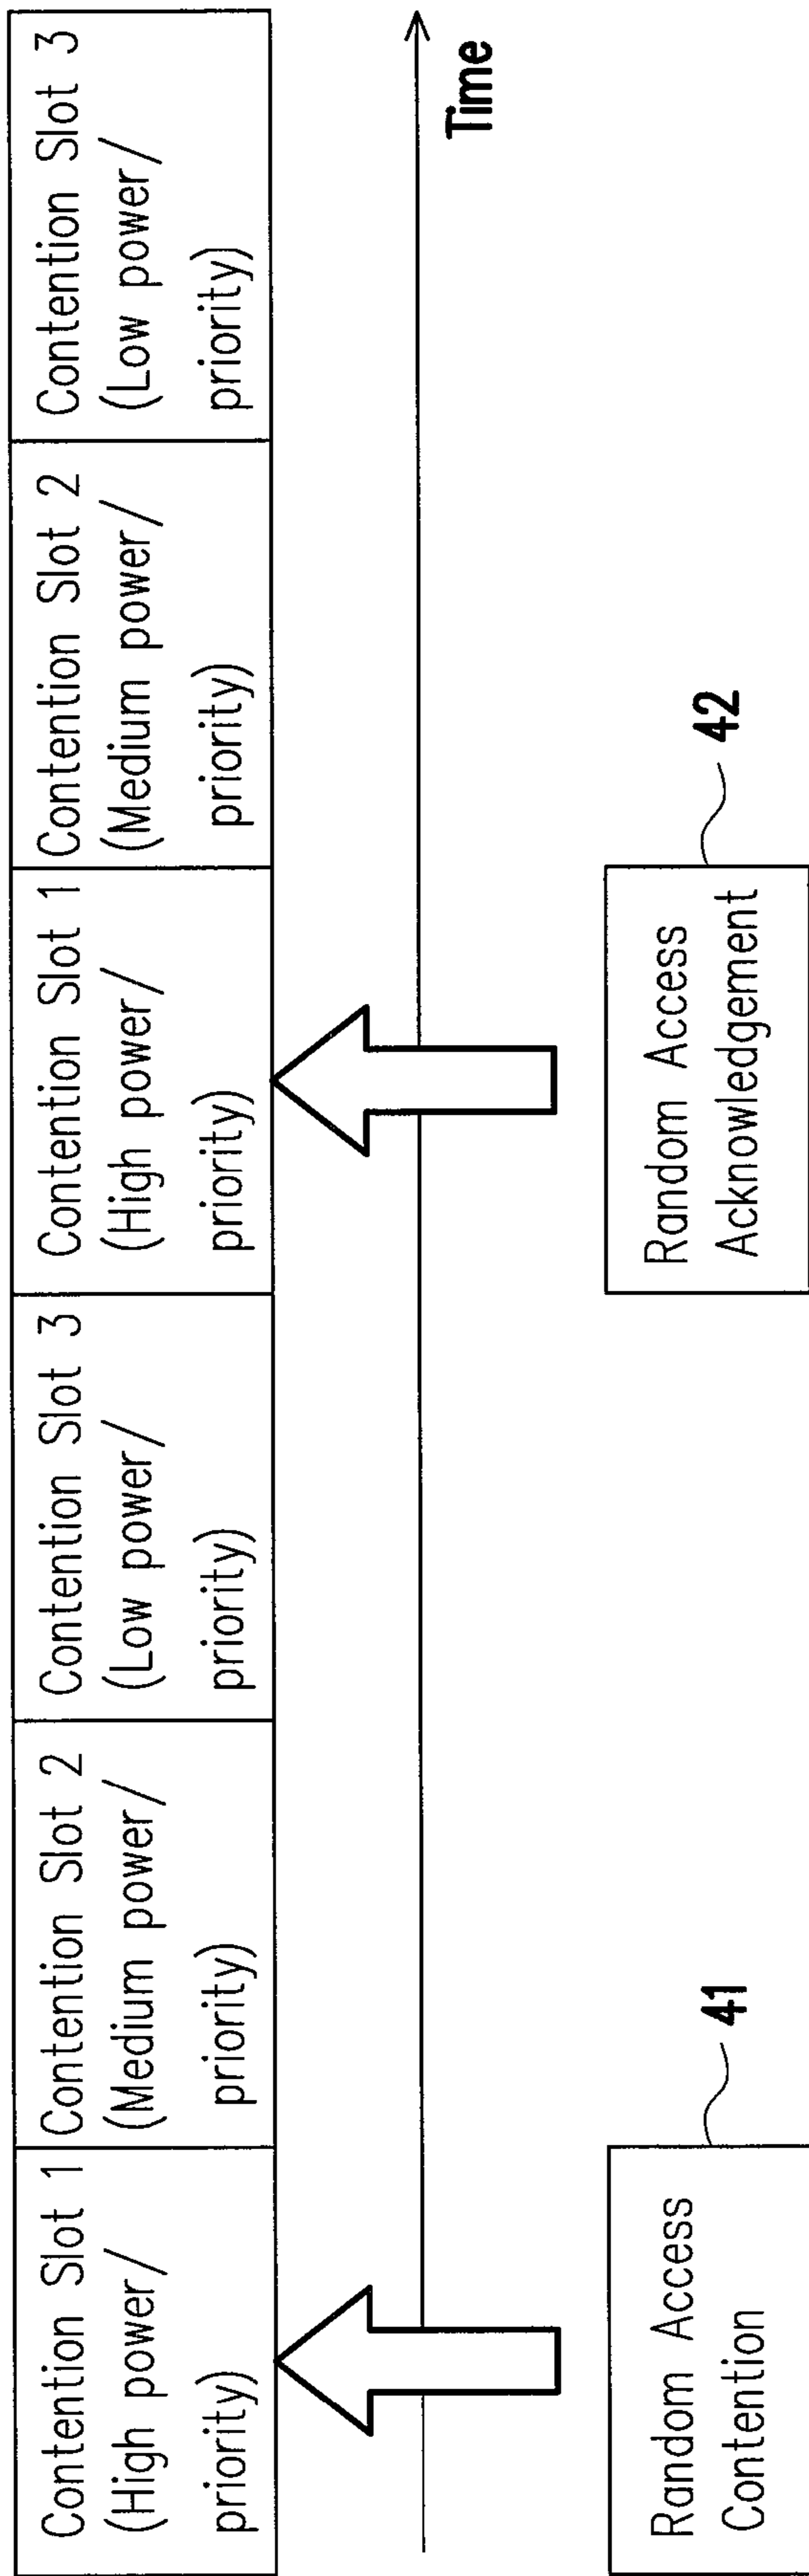 Contention Slot 1
(High power/
priority)
Contention Slot 2
(Medium power/
priority)
Contention Slot 3
(Low power/
priority)
Contention Slot 1
(High power/
priority)
Contention Slot 2
(Medium power/
priority)
Contention Slot 3
(Low power/
priority)
Time
Random Access
Contention
41
Random Access
Acknowledgement
42